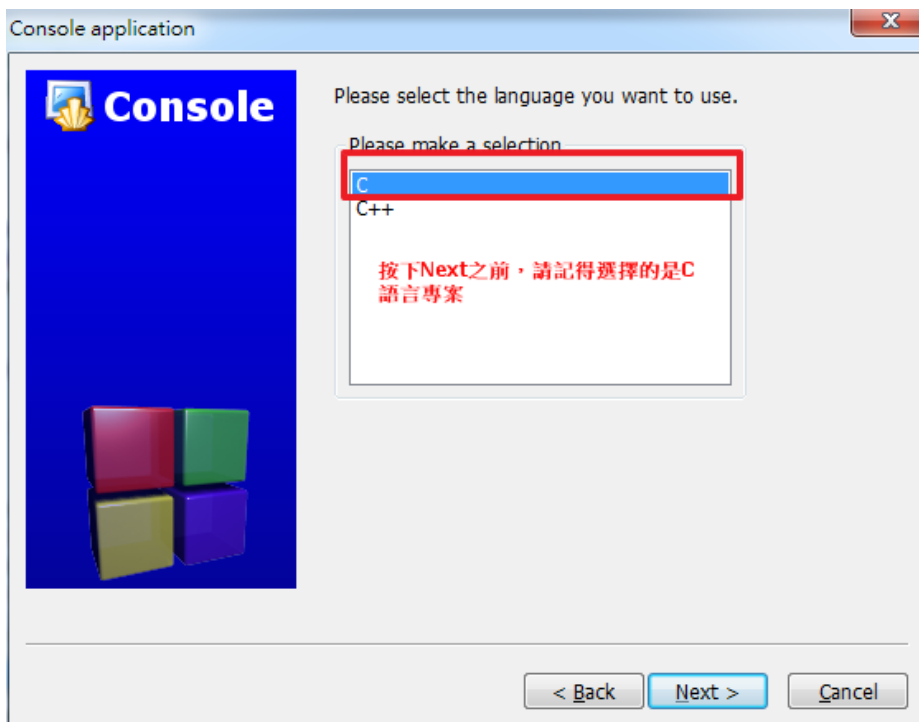 Console application
Console
Please select the language you want to use.
Please make a selection
C
C++
按下Next之前，請記得選擇的是C
語言專案
< Back
Next >
Cancel